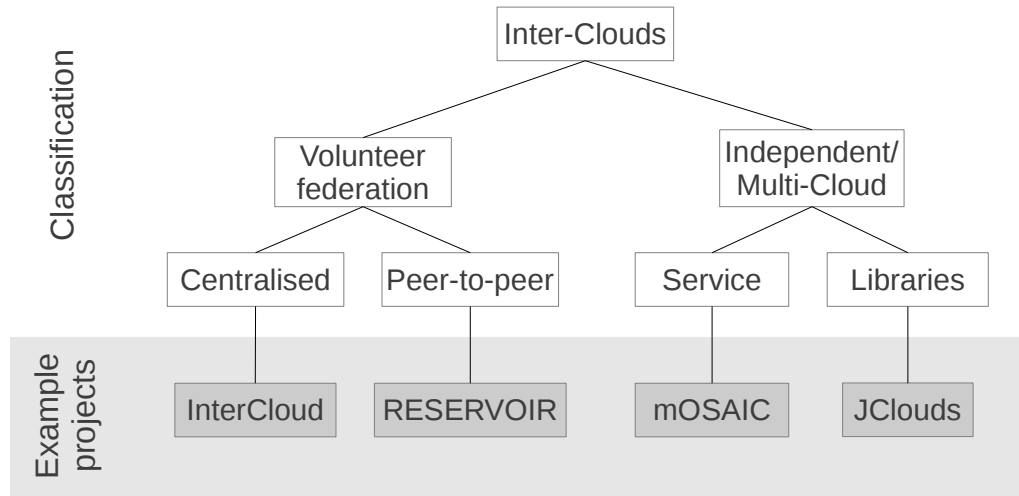 Classification
Inter-Clouds
Volunteer
federation
Independent/
Multi-Cloud
Centralised
Peer-to-peer
Service
Libraries
Example
projects
InterCloud
RESERVOIR
mOSAIC
JClouds